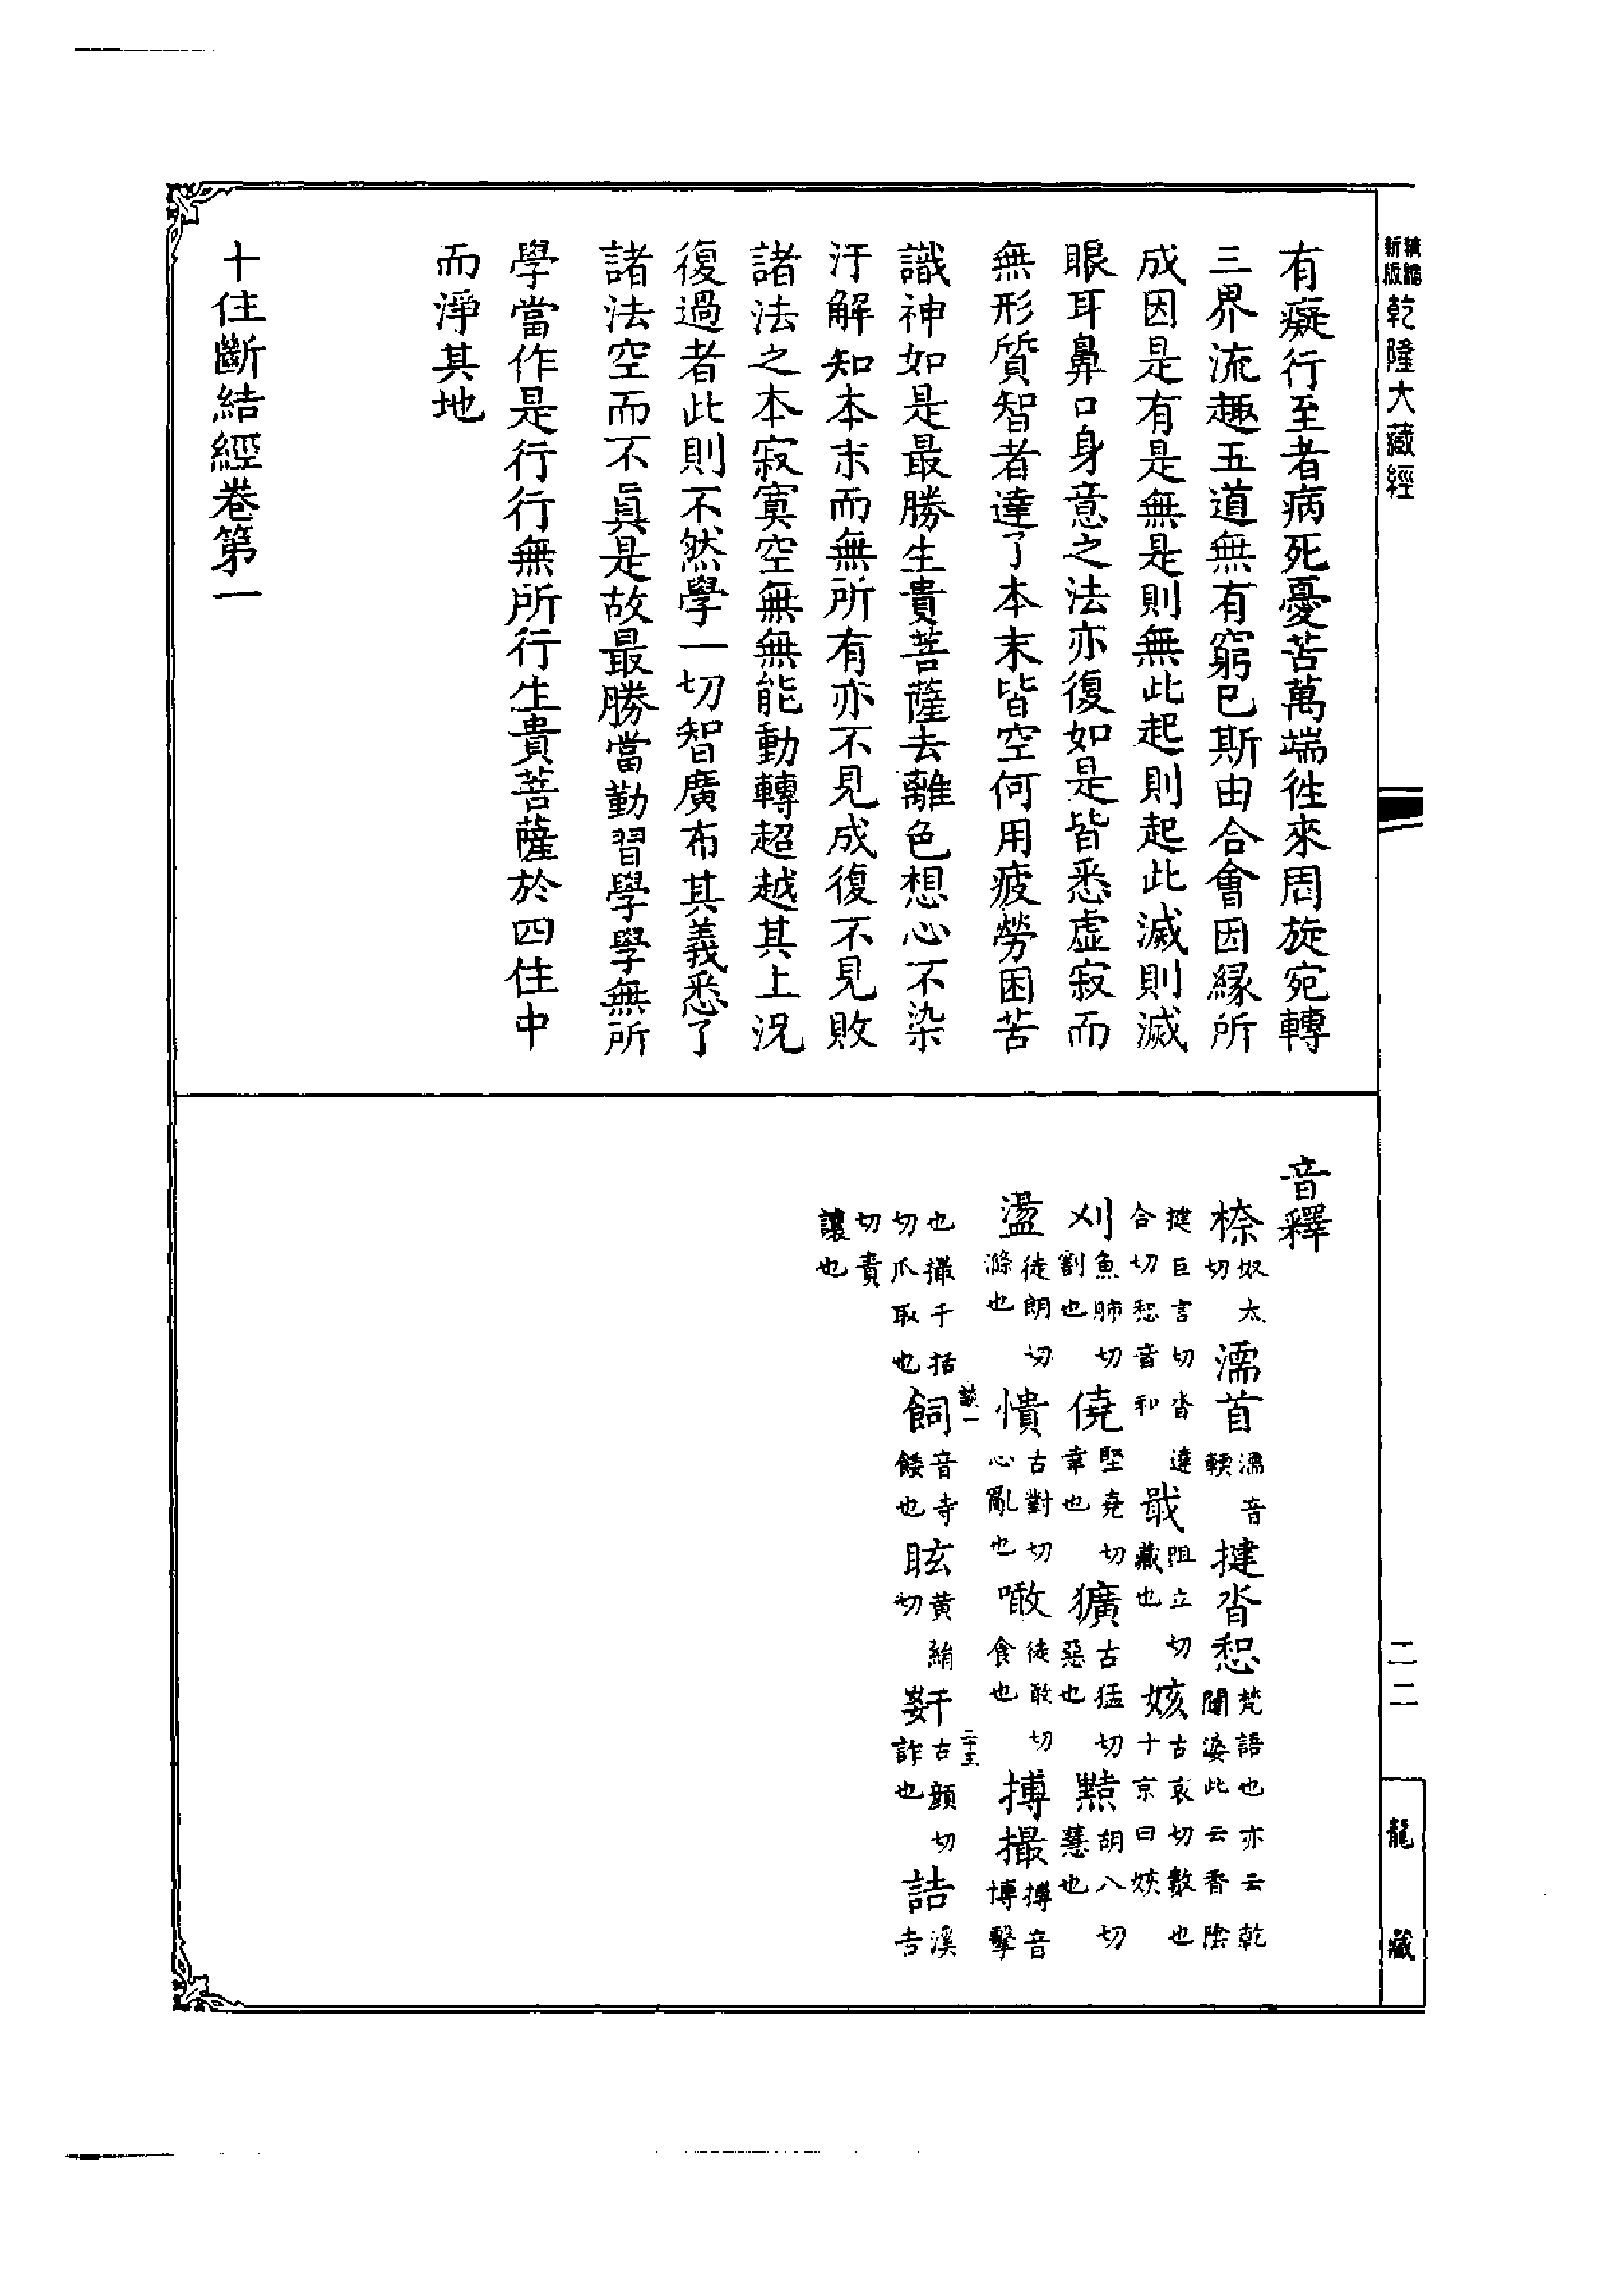 精縮新版乾隆大藏經
有癡行至者病死憂苦萬端徃來周旋宛轉
三界流趣五道無有窮已斯由合會因縁所
成因是有是無是則無此起則起此滅則滅
眼耳鼻口身意之法亦復如是皆悉虛寂而
無形質智者達了本末皆空何用疲勞困苦
識神如是最勝生貴菩薩去離色想心不染
汙解知本末而無所有亦不見成復不見敗
諸法之本寂寞空無無能動轉超越其上況
復過者此則不然學一切智廣布其義悉了
諸法空而不眞是故最勝當勤習學學無所
學當作是行行無所行生貴菩薩於四住中
而淨其地
十住斷結經卷第一
音釋
㮈奴太切 濡首濡音輭 揵沓惒梵語也亦云乾闥婆此云香陰
揵巨言切沓達合切惒音和 戢阻立切藏也 姟古哀切數也十京曰姟
刈魚肺切割也 僥堅堯切幸也 獷古猛切惡也 黠胡八切慧也
盪徒朗切滌也 憒古對切心亂也 噉徒敢切食也 搏撮搏音博擊
也撮千括切爪取也 飼音寺餧也 眩黃絹切 姧古顏切詐也 詰溪吉
切責讓也
二二
龍藏